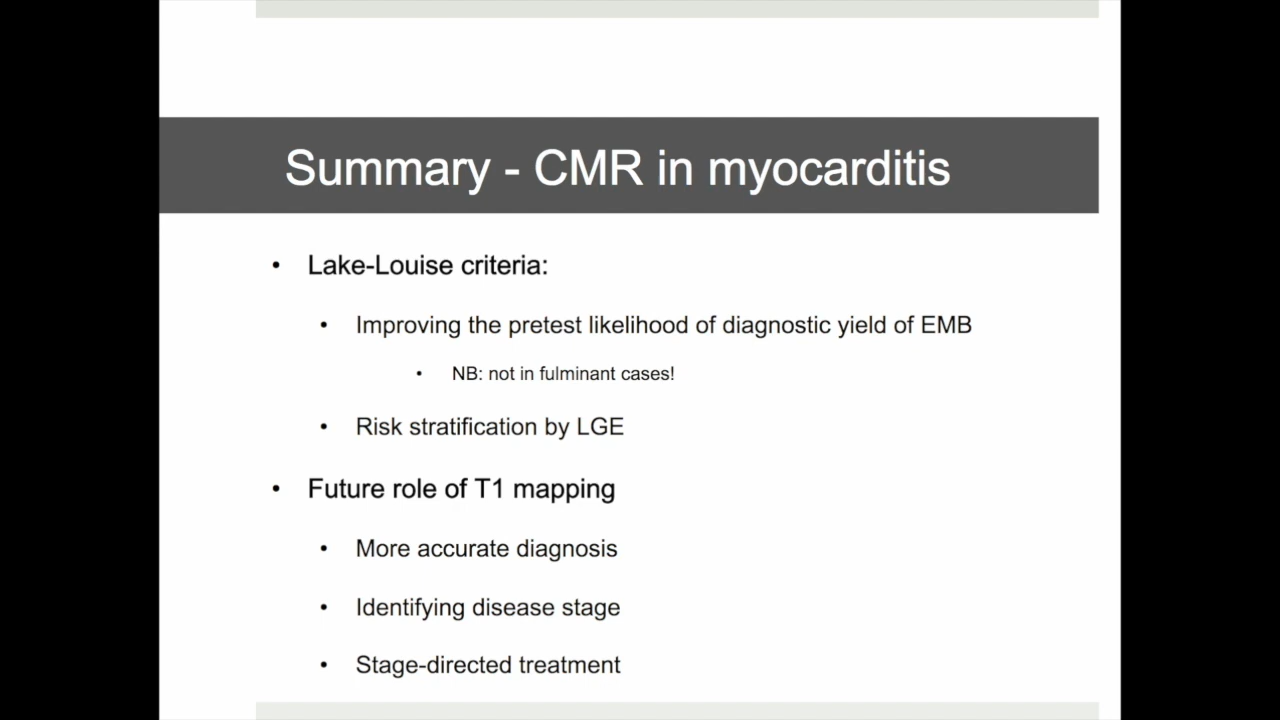 Summary - CMR in myocarditis
• Lake-Louise criteria:
• Improving the pretest likelihood of diagnostic yield of EMB
• NB: not in fulminant cases!
• Risk stratification by LGE
• Future role of T1 mapping
• More accurate diagnosis
• Identifying disease stage
• Stage-directed treatment